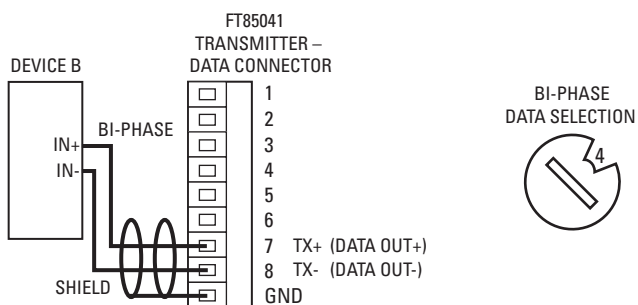 FT85041
TRANSMITTER –
DATA CONNECTOR
DEVICE B
BI-PHASE
DATA SELECTION
4
1
2
BI-PHASE
IN+
3
IN-
4
5
6
7 TX+ (DATA OUT+)
8 TX- (DATA OUT-)
SHIELD
GND